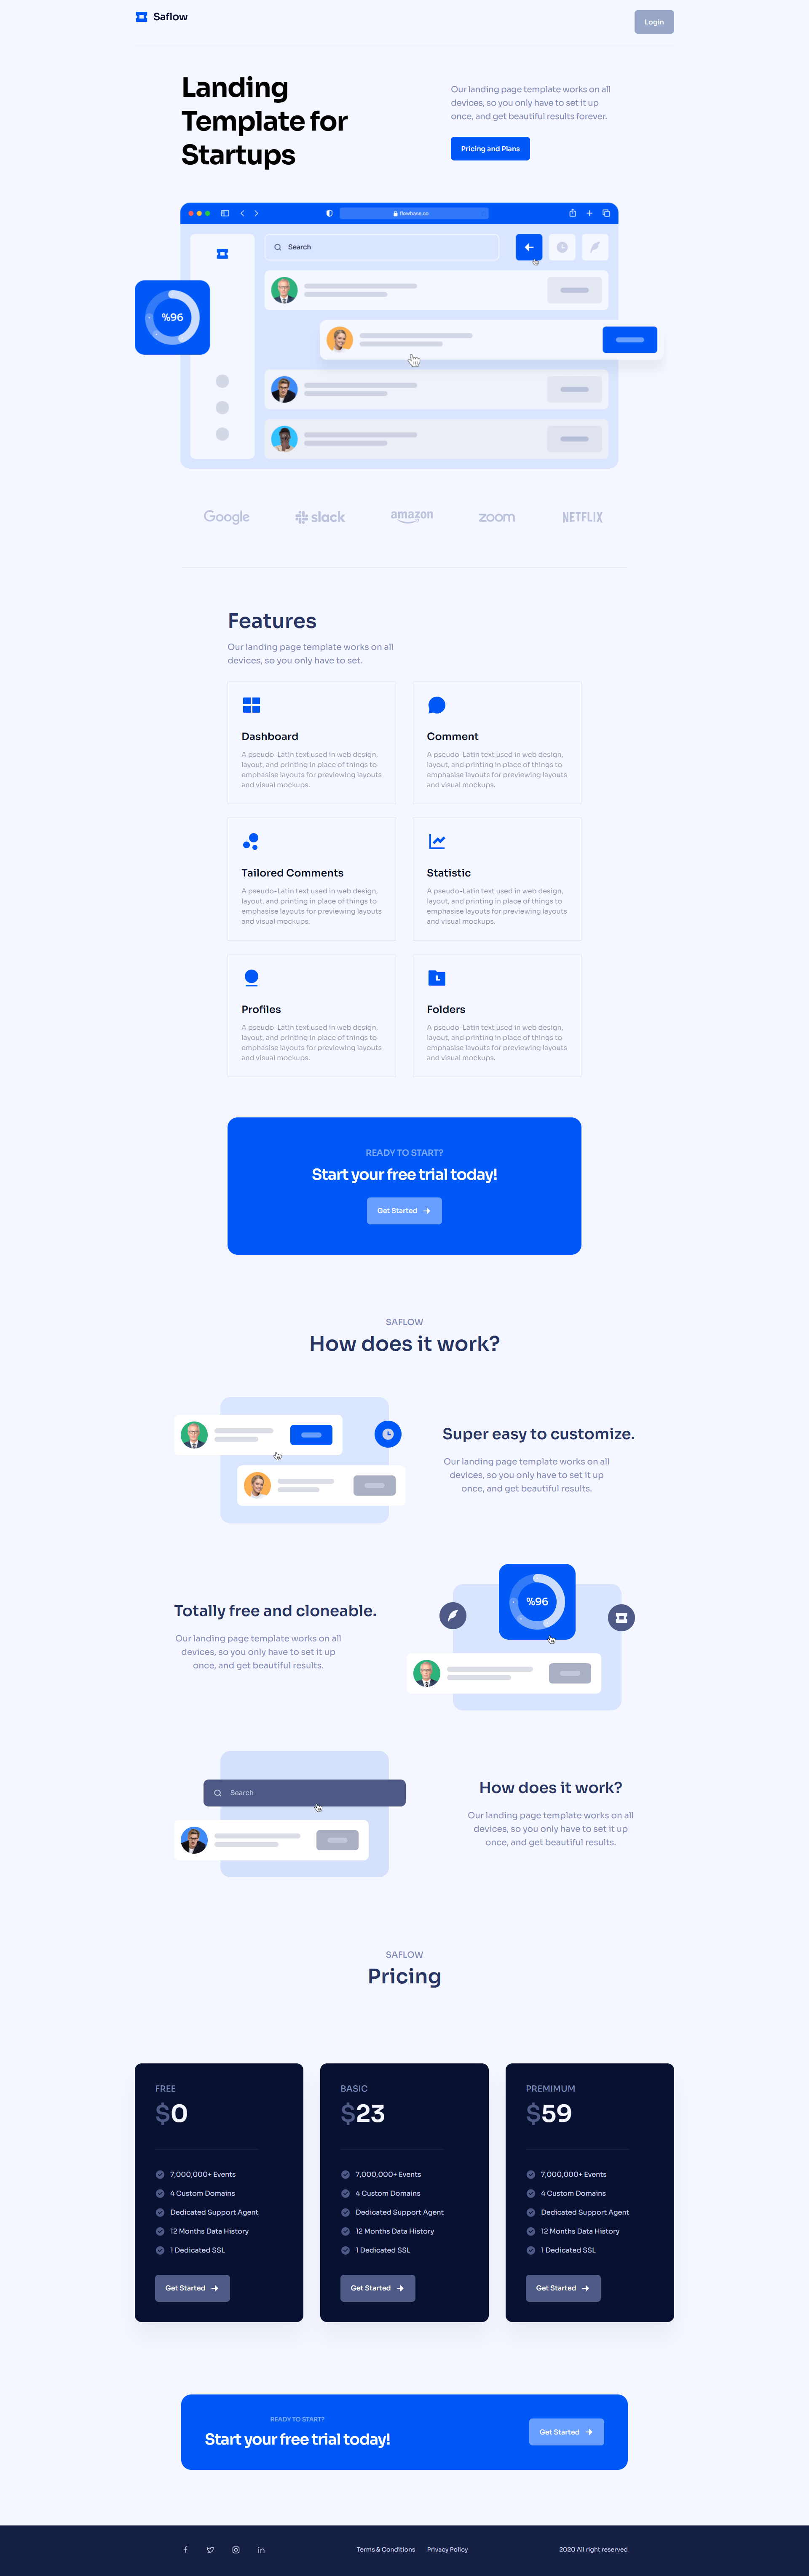 Saflow
Login
Landing
Template for
Startups
Our landing page template works on all
devices, so you only have to set it up
once, and get beautiful results forever.
Pricing and Plans
flowbase.co
Search
%96
Google
slack
amazon
zoom
NETFLIX
Features
Our landing page template works on all
devices, so you only have to set.
Dashboard
A pseudo-Latin text used in web design,
layout, and printing in place of things to
emphasise layouts for previewing layouts
and visual mockups.
Comment
A pseudo-Latin text used in web design,
layout, and printing in place of things to
emphasise layouts for previewing layouts
and visual mockups.
Tailored Comments
A pseudo-Latin text used in web design,
layout, and printing in place of things to
emphasise layouts for previewing layouts
and visual mockups.
Statistic
A pseudo-Latin text used in web design,
layout, and printing in place of things to
emphasise layouts for previewing layouts
and visual mockups.
Profiles
A pseudo-Latin text used in web design,
layout, and printing in place of things to
emphasise layouts for previewing layouts
and visual mockups.
Folders
A pseudo-Latin text used in web design,
layout, and printing in place of things to
emphasise layouts for previewing layouts
and visual mockups.
READY TO START?
Start your free trial today!
Get Started
SAFLOW
How does it work?
Super easy to customize.
Our landing page template works on all
devices, so you only have to set it up
once, and get beautiful results.
Totally free and cloneable.
Our landing page template works on all
devices, so you only have to set it up
once, and get beautiful results.
%96
Search
How does it work?
Our landing page template works on all
devices, so you only have to set it up
once, and get beautiful results.
SAFLOW
Pricing
FREE
$0
7,000,000+ Events
4 Custom Domains
Dedicated Support Agent
12 Months Data History
1 Dedicated SSL
Get Started
BASIC
$23
7,000,000+ Events
4 Custom Domains
Dedicated Support Agent
12 Months Data History
1 Dedicated SSL
Get Started
PREMIMUM
$59
7,000,000+ Events
4 Custom Domains
Dedicated Support Agent
12 Months Data History
1 Dedicated SSL
Get Started
READY TO START?
Start your free trial today!
Get Started
Terms & Conditions
Privacy Policy
2020 All right reserved